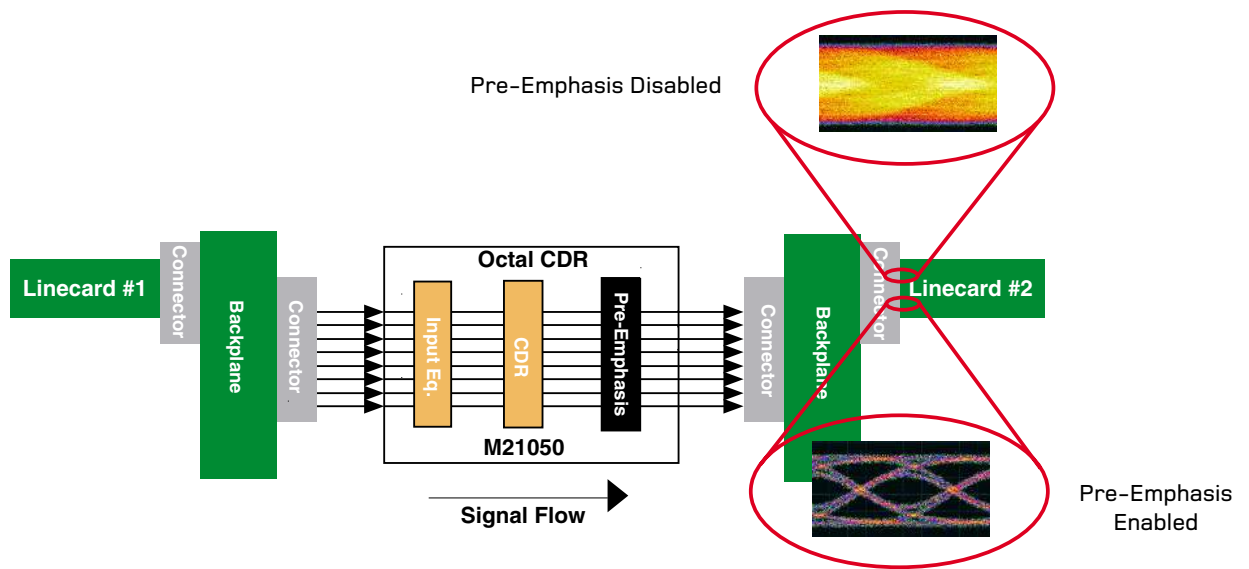 Pre-Emphasis Disabled
Linecard #1
Connector
Backplane
Connector
Octal CDR
Input Eq.
CDR
Pre-Emphasis
M21050
Signal Flow
Connector
Backplane
Connector
Linecard #2
Pre-Emphasis
Enabled